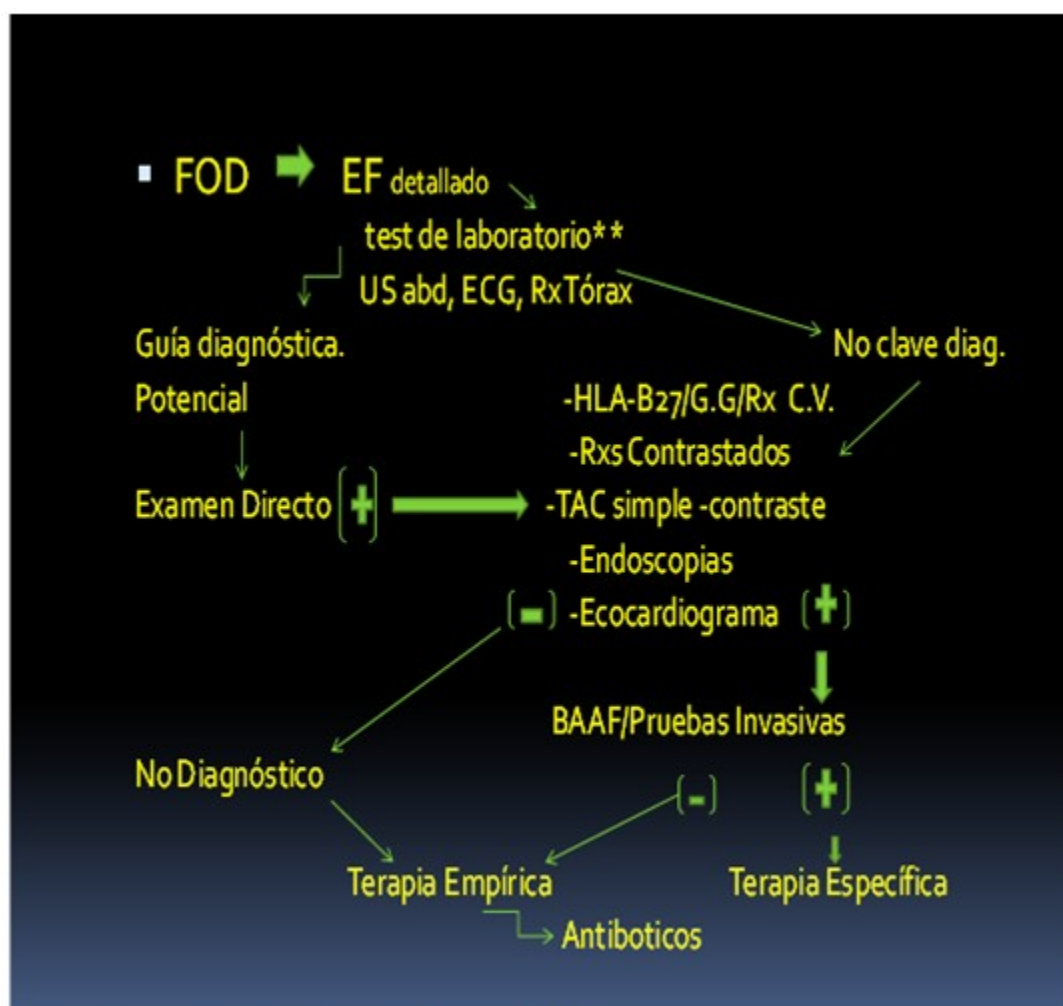 ▪ FOD EF detallado
test de laboratorio**
US abd, ECG, Rx Tórax
Guía diagnóstica.
No clave diag.
Potencial
-HLA-B27/G.G/Rx C.V.
-Rxs Contrastados
Examen Directo (+)
-TAC simple -contraste
-Endoscopias
(-) -Ecocardiograma (+)
BAAF/Pruebas Invasivas
No Diagnóstico
(-) (+)
Terapia Empírica
Terapia Específica
Antiboticos